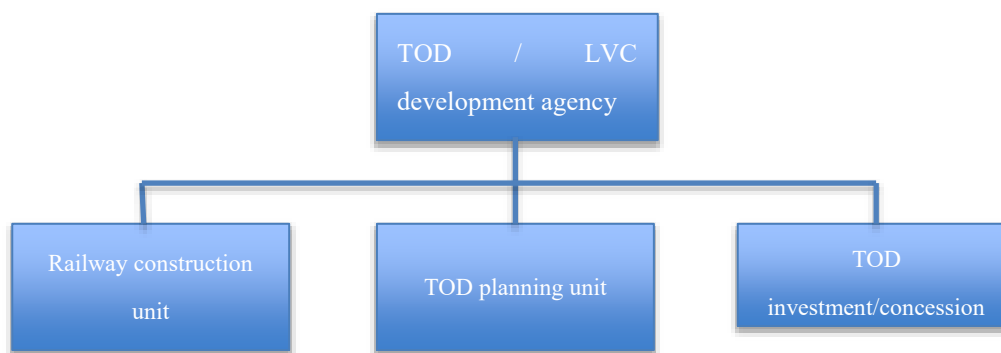 TOD / LVC
development agency
Railway construction
unit
TOD planning unit
TOD
investment/concession